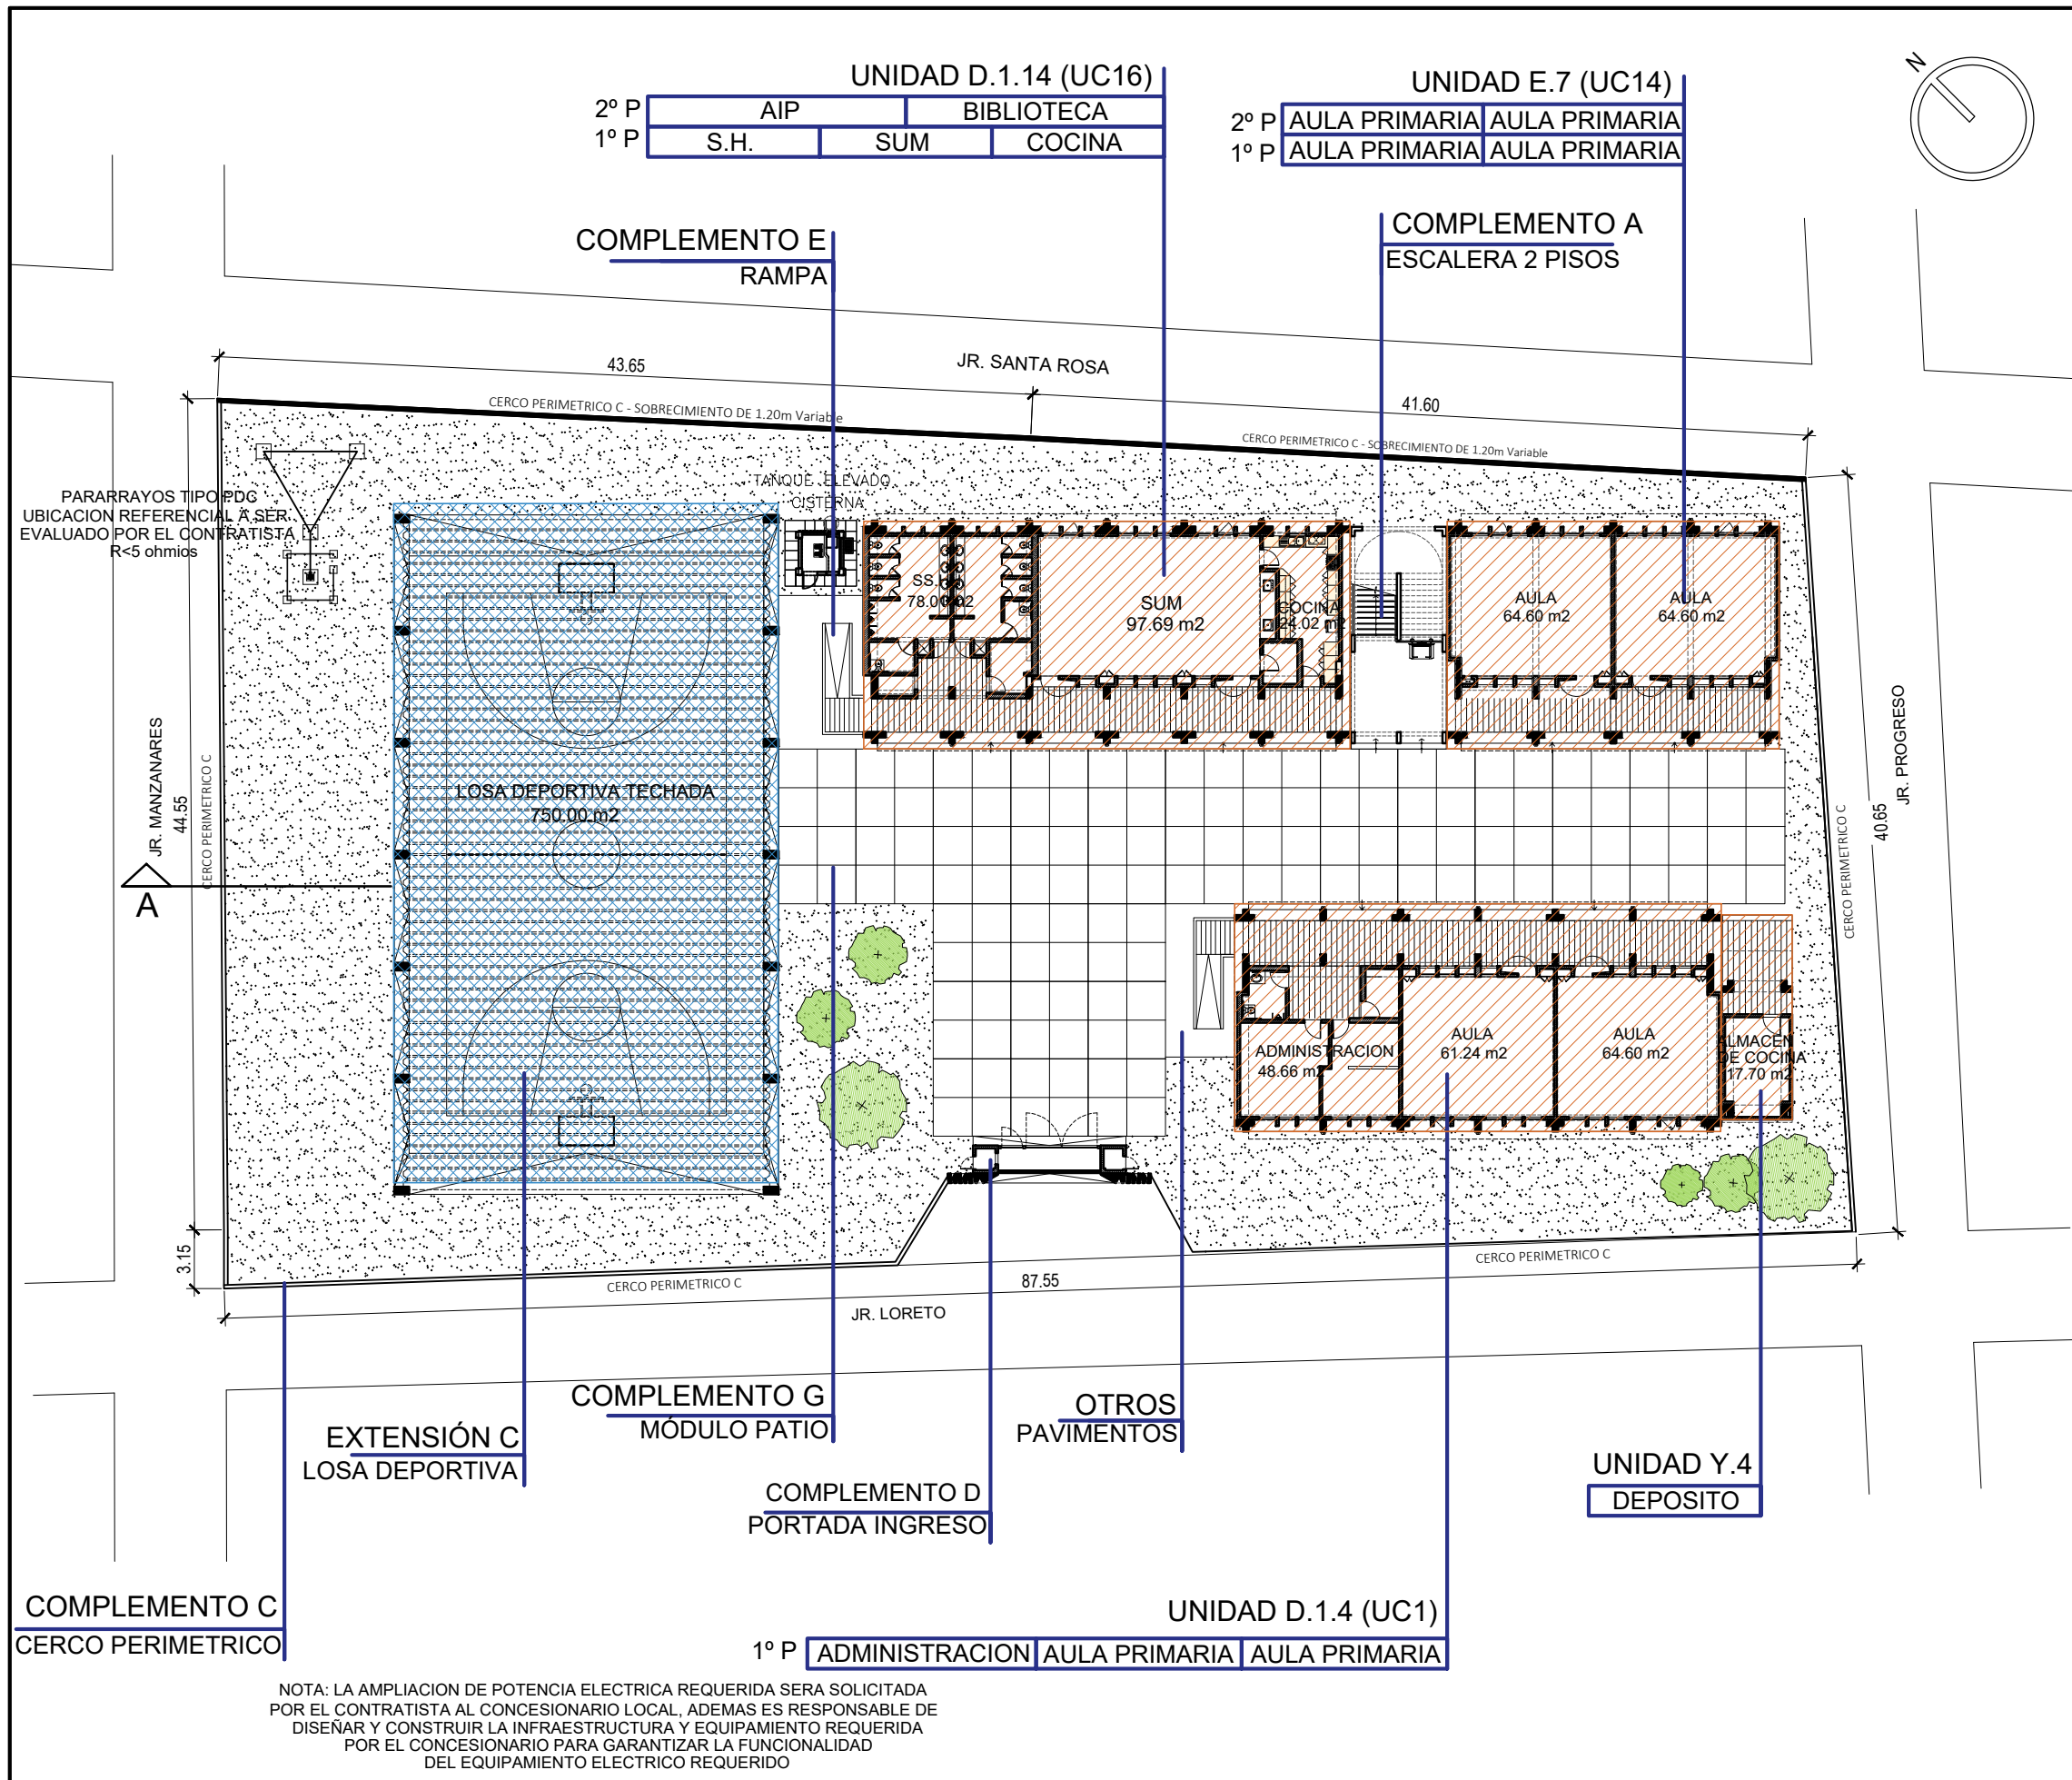 UNIDAD D.1.14 (UC16)
2º P AIP BIBLIOTECA
1º P S.H. SUM COCINA
UNIDAD E.7 (UC14)
2º P AULA PRIMARIA AULA PRIMARIA
1º P AULA PRIMARIA AULA PRIMARIA
N
COMPLEMENTO E
RAMPA
COMPLEMENTO A
ESCALERA 2 PISOS
43.65
JR. SANTA ROSA
41.60
CERCO PERIMETRICO C - SOBRECIMIENTO DE 1.20m Variable
CERCO PERIMETRICO C - SOBRECIMIENTO DE 1.20m Variable
TANQUE ELEVADO
CISTERNA
PARARRAYOS TIPO PDC
UBICACION REFERENCIAL A SER
EVALUADO POR EL CONTRATISTA
R<5 ohmios
78.00 m2
SUM
97.69 m2
COCINA
24.02 m2
AULA
64.60 m2
AULA
64.60 m2
JR. MANZANARES
44.55
CERCO PERIMETRICO C
LOSA DEPORTIVA TECHADA
750.00 m2
JR. PROGRESO
40.65
CERCO PERIMETRICO C
A
ADMINISTRACION
48.66 m2
AULA
61.24 m2
AULA
64.60 m2
ALMACEN
DE COCINA
17.70 m2
3.15
CERCO PERIMETRICO C
87.55
CERCO PERIMETRICO C
JR. LORETO
COMPLEMENTO G
MÓDULO PATIO
OTROS
PAVIMENTOS
EXTENSIÓN C
LOSA DEPORTIVA
UNIDAD Y.4
DEPOSITO
COMPLEMENTO D
PORTADA INGRESO
COMPLEMENTO C
CERCO PERIMETRICO
UNIDAD D.1.4 (UC1)
1º P ADMINISTRACION AULA PRIMARIA AULA PRIMARIA
NOTA: LA AMPLIACION DE POTENCIA ELECTRICA REQUERIDA SERA SOLICITADA
POR EL CONTRATISTA AL CONCESIONARIO LOCAL, ADEMAS ES RESPONSABLE DE
DISEÑAR Y CONSTRUIR LA INFRAESTRUCTURA Y EQUIPAMIENTO REQUERIDA
POR EL CONCESIONARIO PARA GARANTIZAR LA FUNCIONALIDAD
DEL EQUIPAMIENTO ELECTRICO REQUERIDO